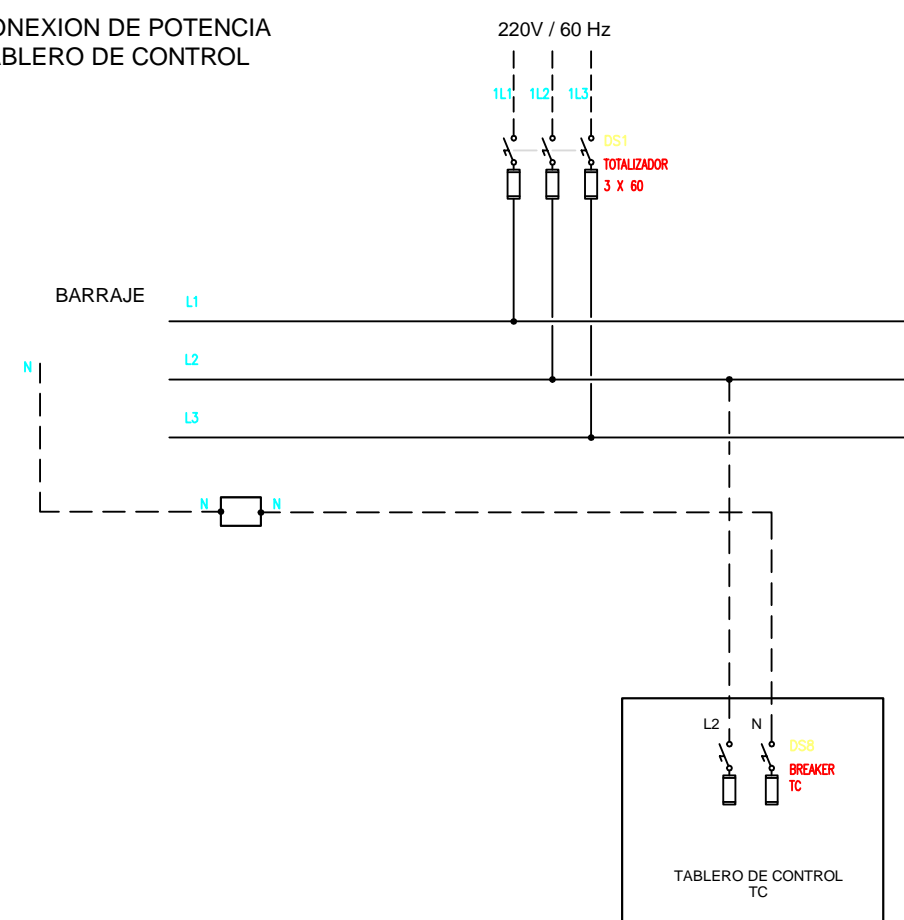 ONEXION DE POTENCIA
ABLERO DE CONTROL
220V / 60 Hz
1L1 1L2 1L3
DS1
TOTALIZADOR
3 X 60
BARRAJE
L1
N
L2
L3
N N
L2 N
DS8
BREAKER
TC
TABLERO DE CONTROL
TC